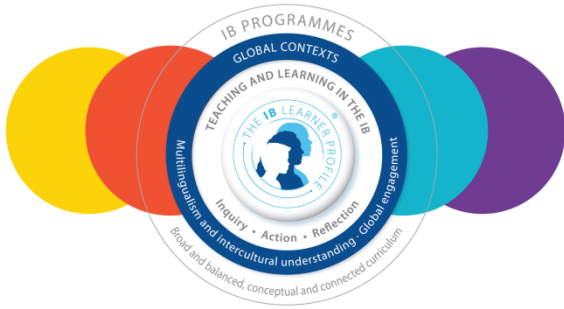 IB PROGRAMMES
GLOBAL CONTEXTS
TEACHING AND LEARNING IN THE IB
THE IB LEARNER PROFILE®
Inquiry • Action • Reflection
Multilingualism and intercultural understanding · Global engagement
Broad and balanced, conceptual and connected curriculum